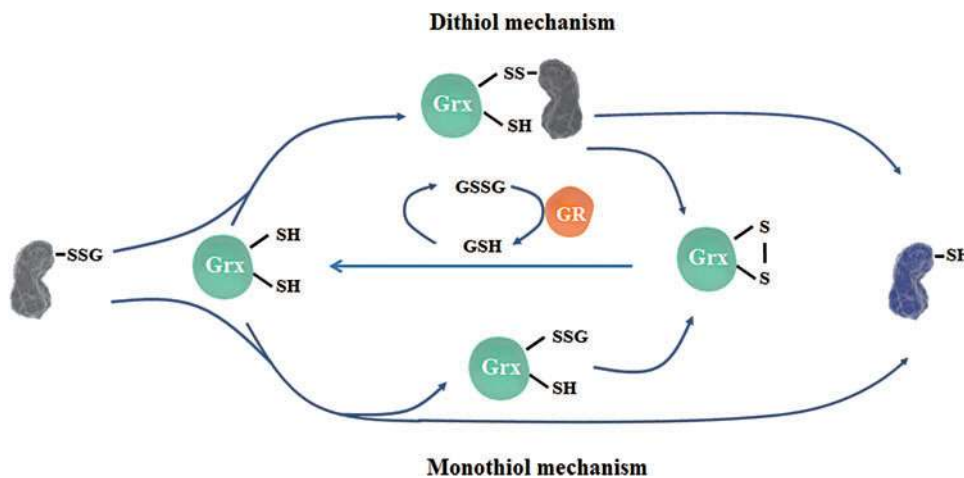 Dithiol mechanism
SS
Grx
SH
GSSG
GR
GSH
SSG
SH
Grx
SH
S
Grx
S
SH
SSG
Grx
SH
Monothiol mechanism